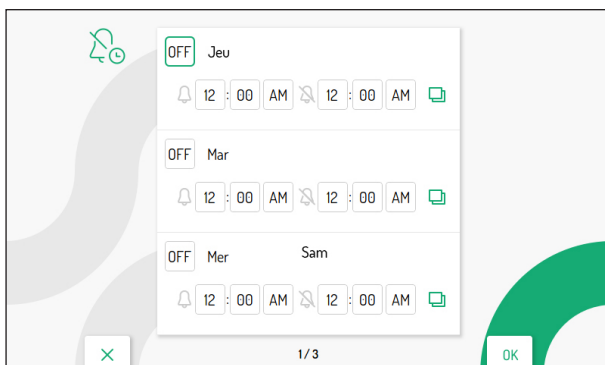 OFF Jeu
12 : 00 AM 12 : 00 AM
OFF Mar
12 : 00 AM 12 : 00 AM
OFF Mer Sam
12 : 00 AM 12 : 00 AM
1/3
OK